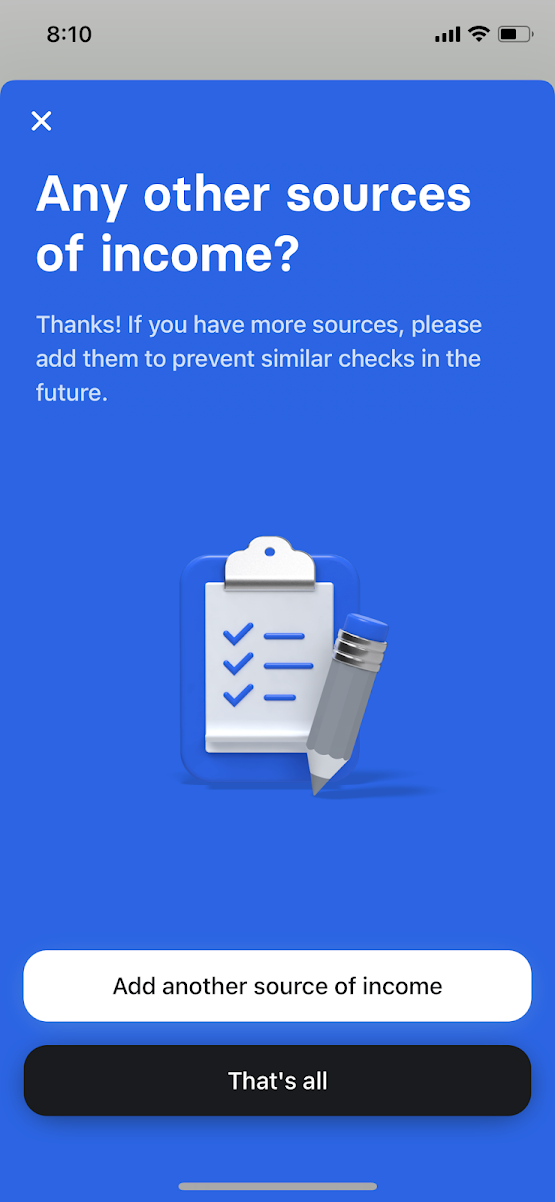 8:10
Any other sources
of income?
Thanks! If you have more sources, please
add them to prevent similar checks in the
future.
Add another source of income
That's all